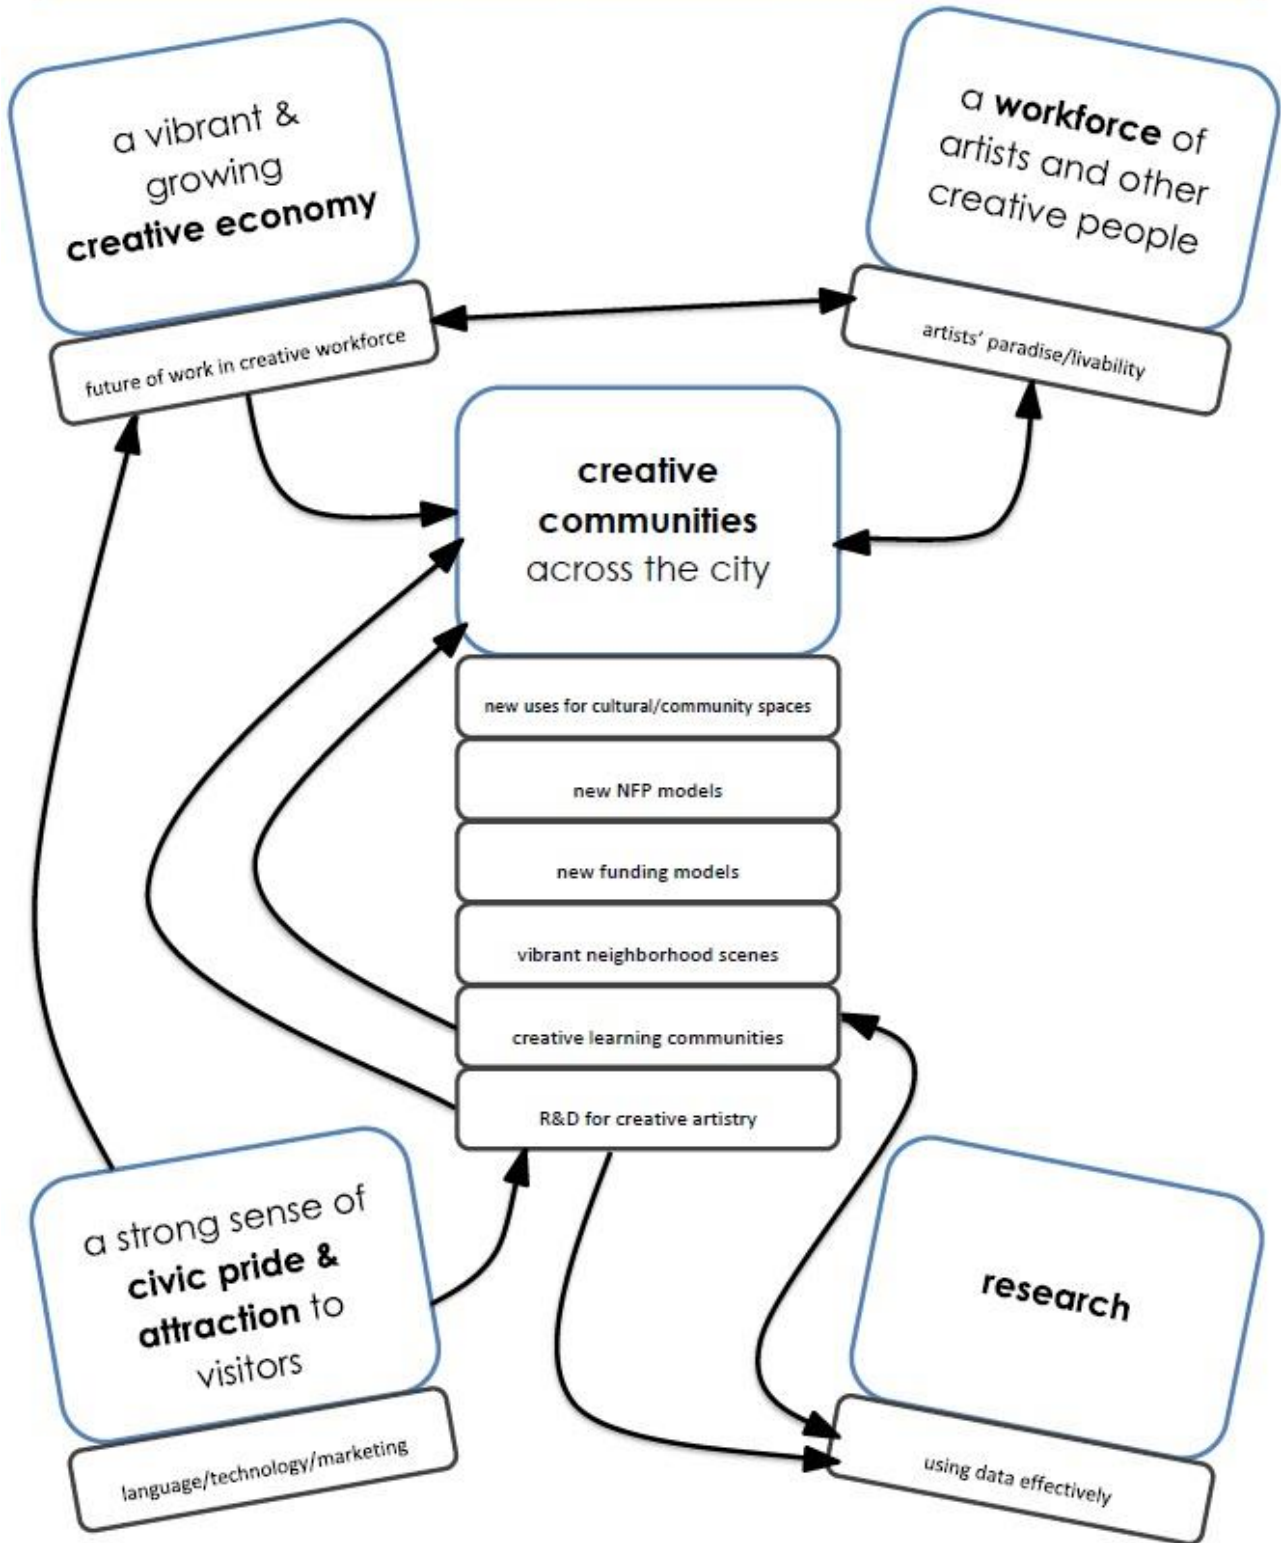 a vibrant &
growing
creative economy
future of work in creative workforce
a workforce of
artists and other
creative people
artists' paradise/livability
creative
communities
across the city
new uses for cultural/community spaces
new NFP models
new funding models
vibrant neighborhood scenes
creative learning communities
R&D for creative artistry
a strong sense of
civic pride &
attraction to
visitors
language/technology/marketing
research
using data effectively